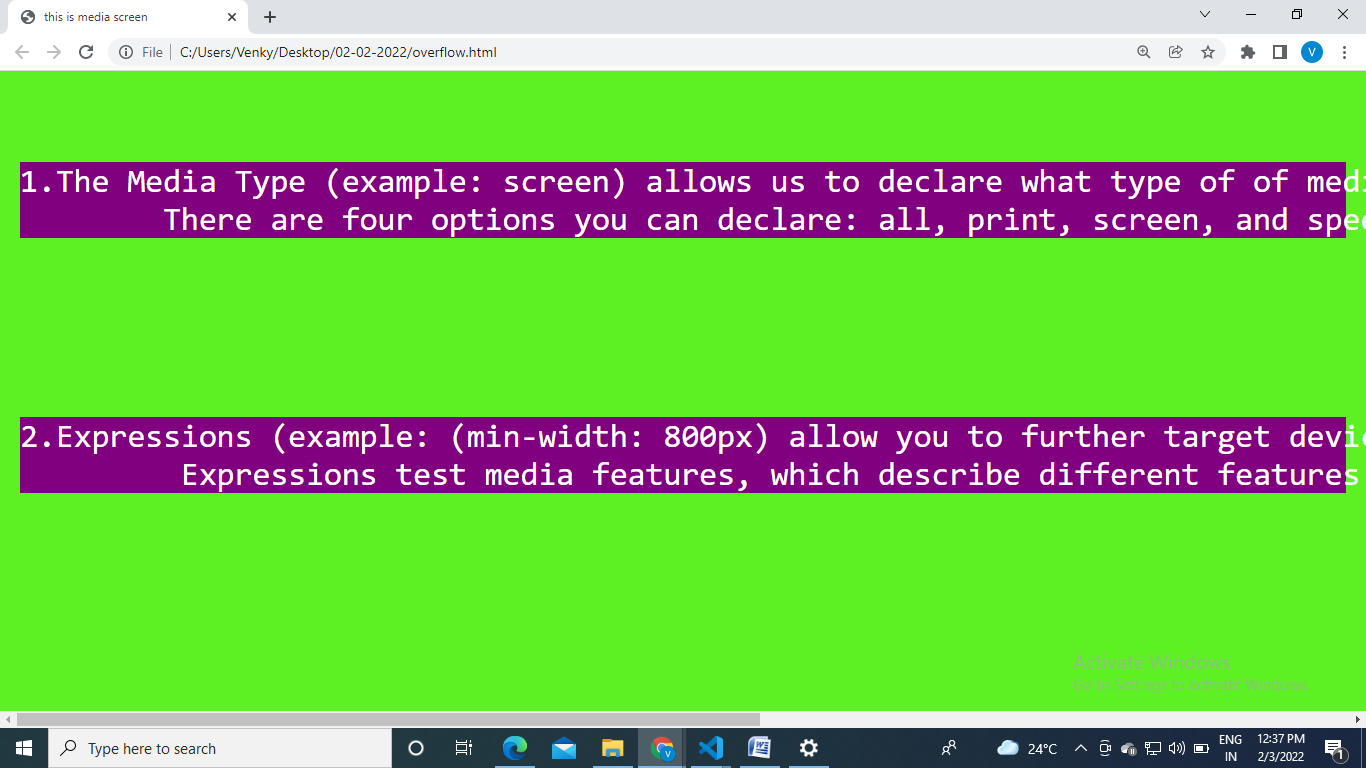 this is media screen
File
C:/Users/Venky/Desktop/02-02-2022/overflow.html
V
1.The Media Type (example: screen) allows us to declare what type of of medi
There are four options you can declare: all, print, screen, and spee
2.Expressions (example: (min-width: 800px) allow you to further target devic
Expressions test media features, which describe different features
Activate Windows
Go to Settings to activate Windows.
Type here to search
24°C
ENG
IN
12:37 PM
2/3/2022
1